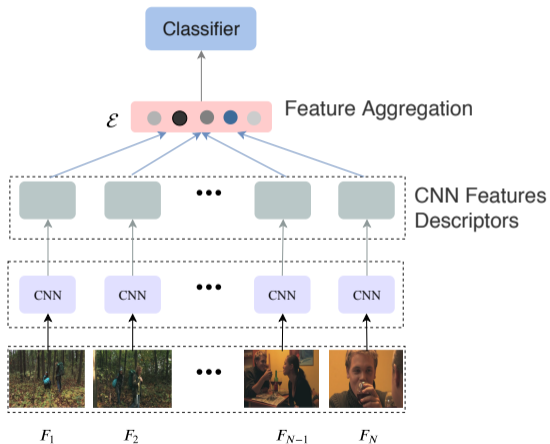 Classifier
ℰ
Feature Aggregation
•••
CNN Features
Descriptors
CNN
CNN
•••
CNN
CNN
•••
F₁
F₂
Fₙ₋₁
Fₙ